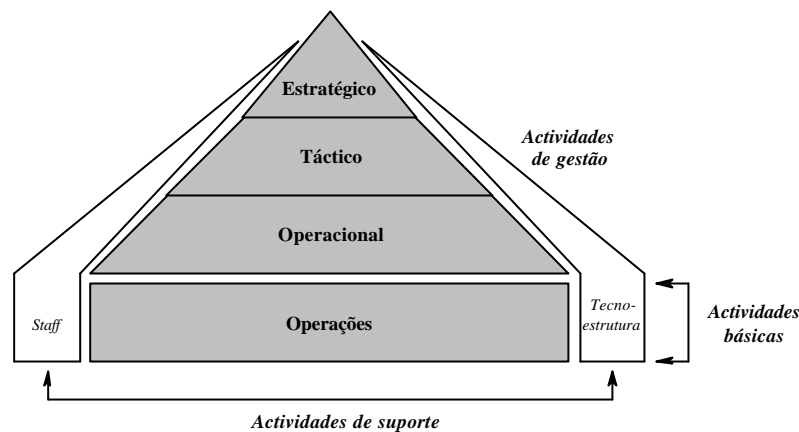 Estratégico
Táctico
Actividades
de gestão
Operacional
Staff
Operações
Tecno-
estrutura
Actividades
básicas
Actividades de suporte